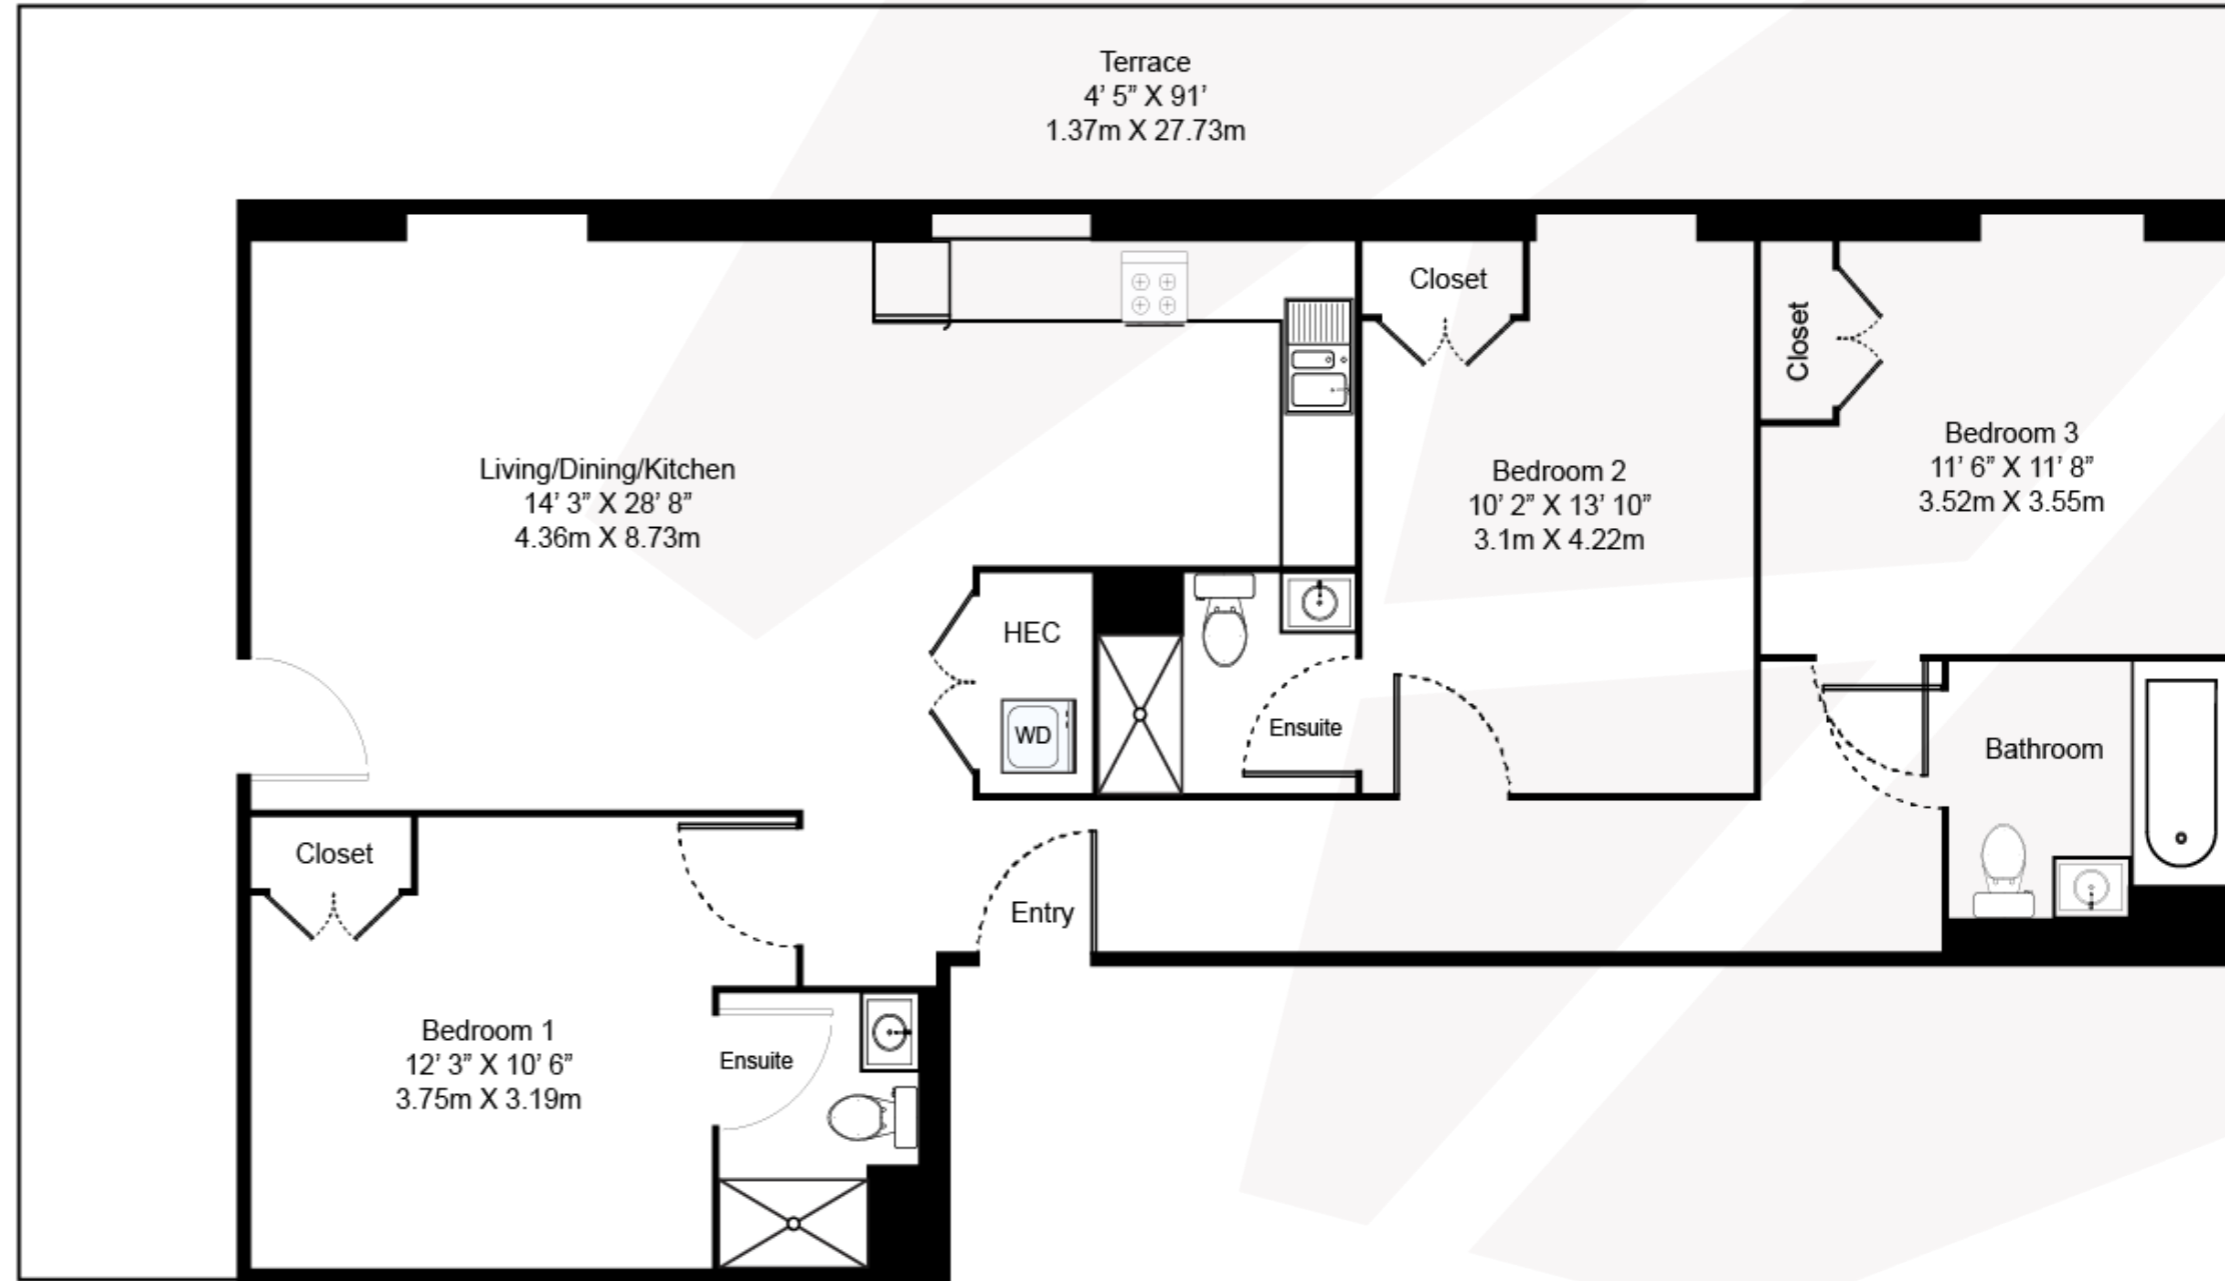 Terrace
4’ 5” X 91’
1.37m X 27.73m
Closet
Closet
Living/Dining/Kitchen
14’ 3” X 28’ 8”
4.36m X 8.73m
Bedroom 2
10’ 2” X 13’ 10”
3.1m X 4.22m
Bedroom 3
11’ 6” X 11’ 8”
3.52m X 3.55m
HEC
WD
Ensuite
Bathroom
Closet
Entry
Bedroom 1
12’ 3” X 10’ 6”
3.75m X 3.19m
Ensuite